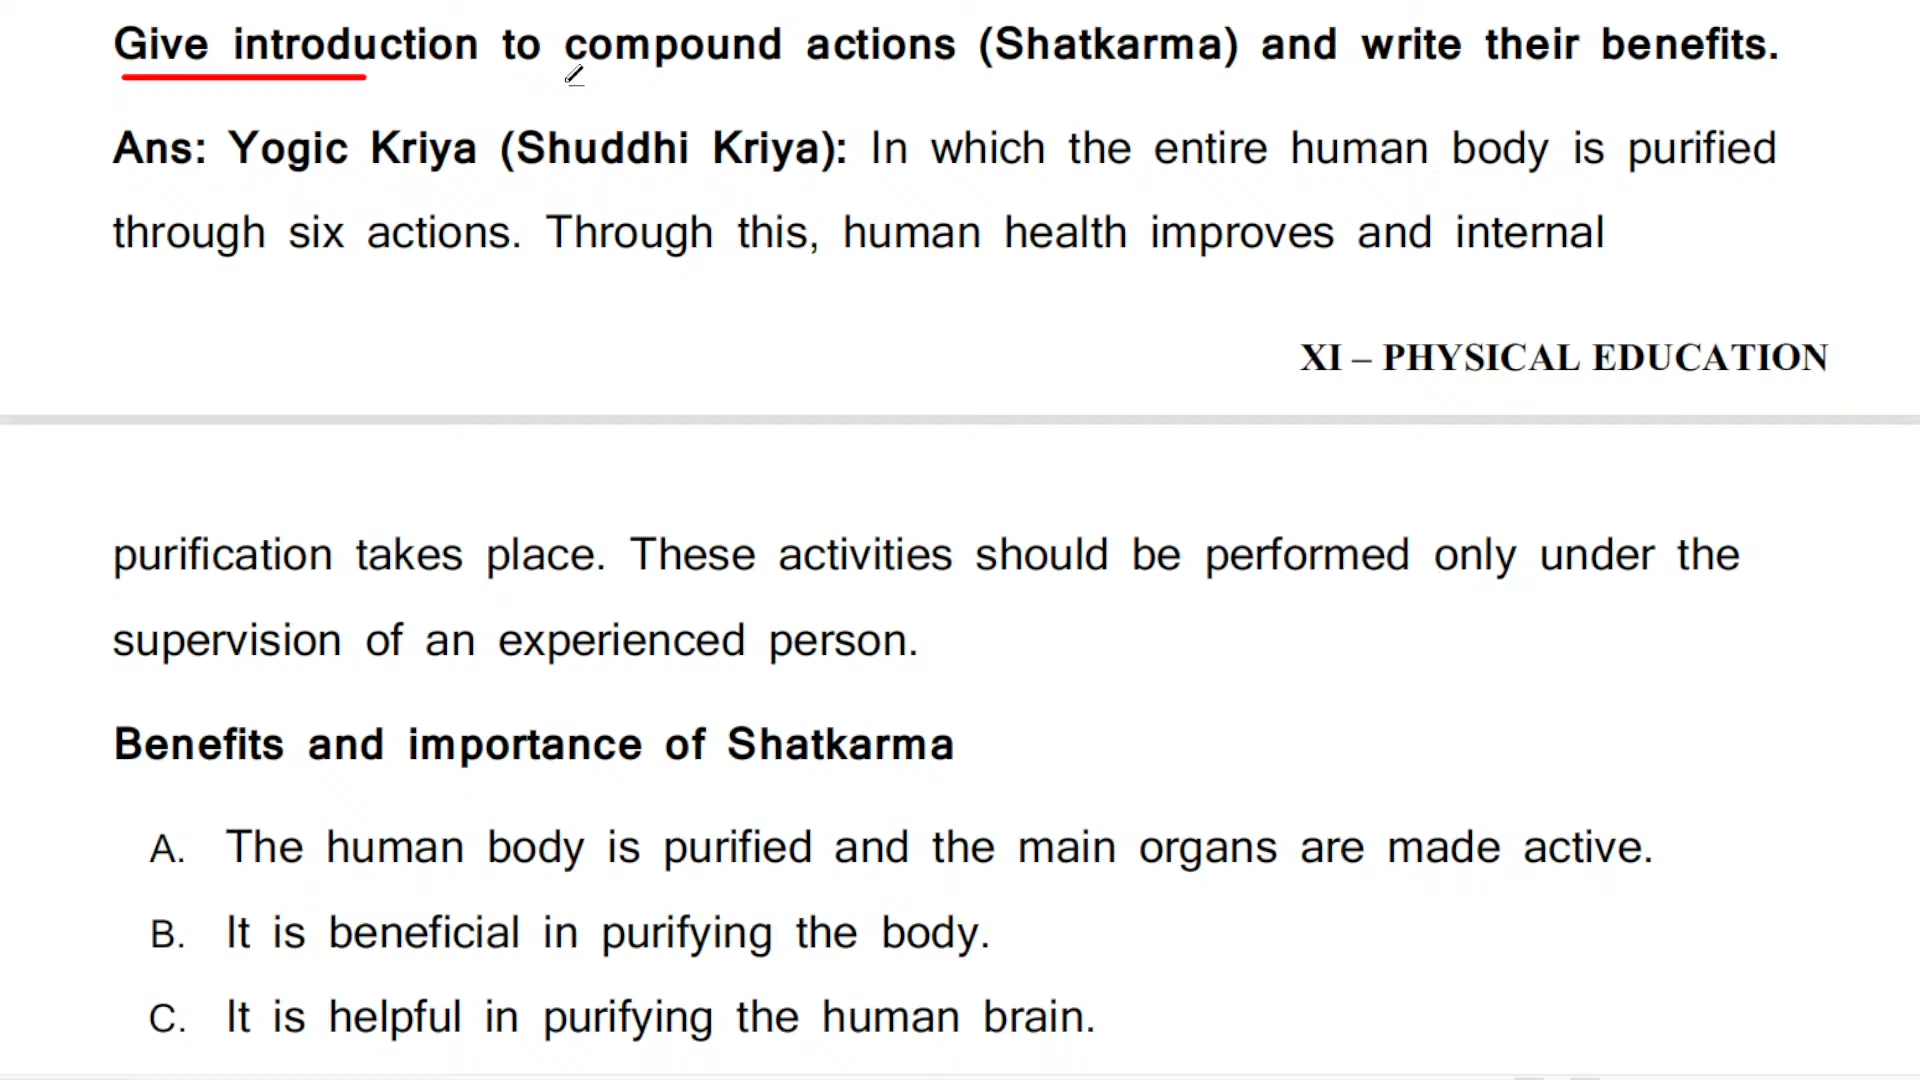 Give introduction to compound actions (Shatkarma) and write their benefits.
Ans: Yogic Kriya (Shuddhi Kriya): In which the entire human body is purified
through six actions. Through this, human health improves and internal
XI – PHYSICAL EDUCATION
purification takes place. These activities should be performed only under the
supervision of an experienced person.
Benefits and importance of Shatkarma
A. The human body is purified and the main organs are made active.
B. It is beneficial in purifying the body.
C. It is helpful in purifying the human brain.